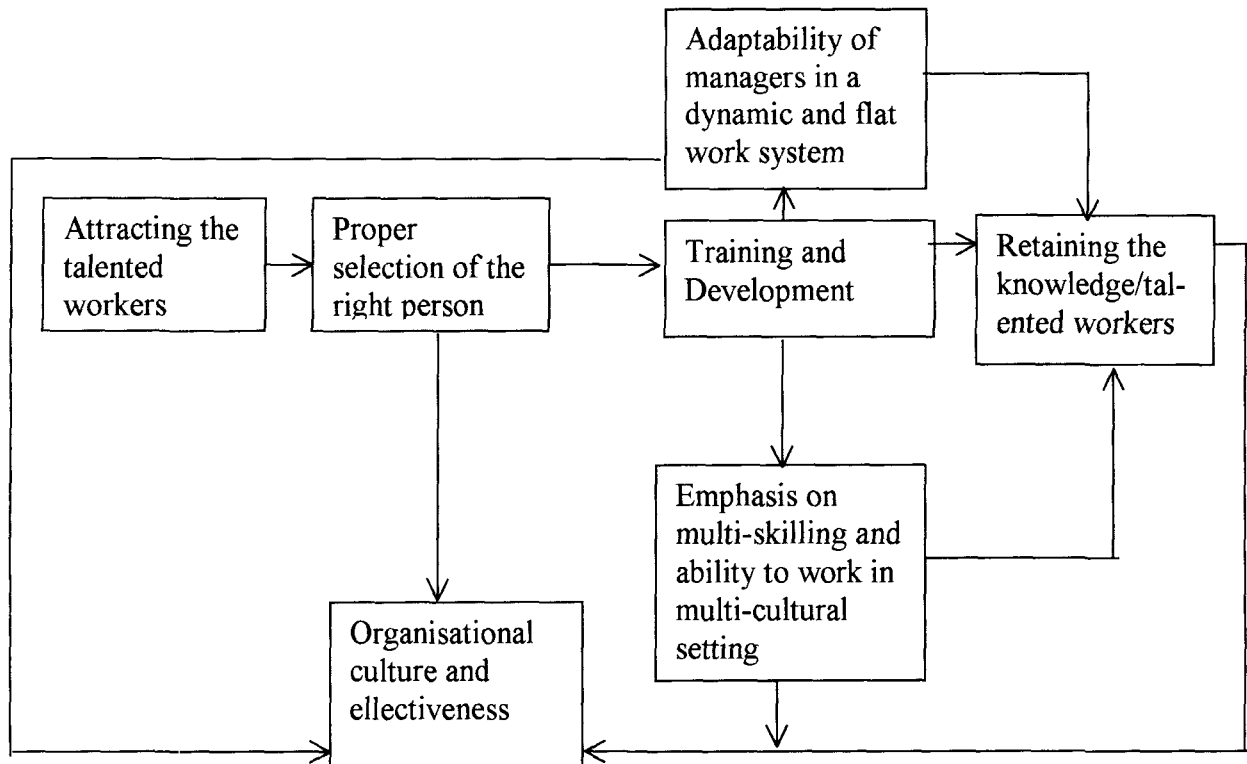 Adaptability of
managers in a
dynamic and flat
work system
Attracting the
talented
workers
Proper
selection of the
right person
Training and
Development
Retaining the
knowledge/tal-
ented workers
Emphasis on
multi-skilling and
ability to work in
multi-cultural
setting
Organisational
culture and
ellectiveness